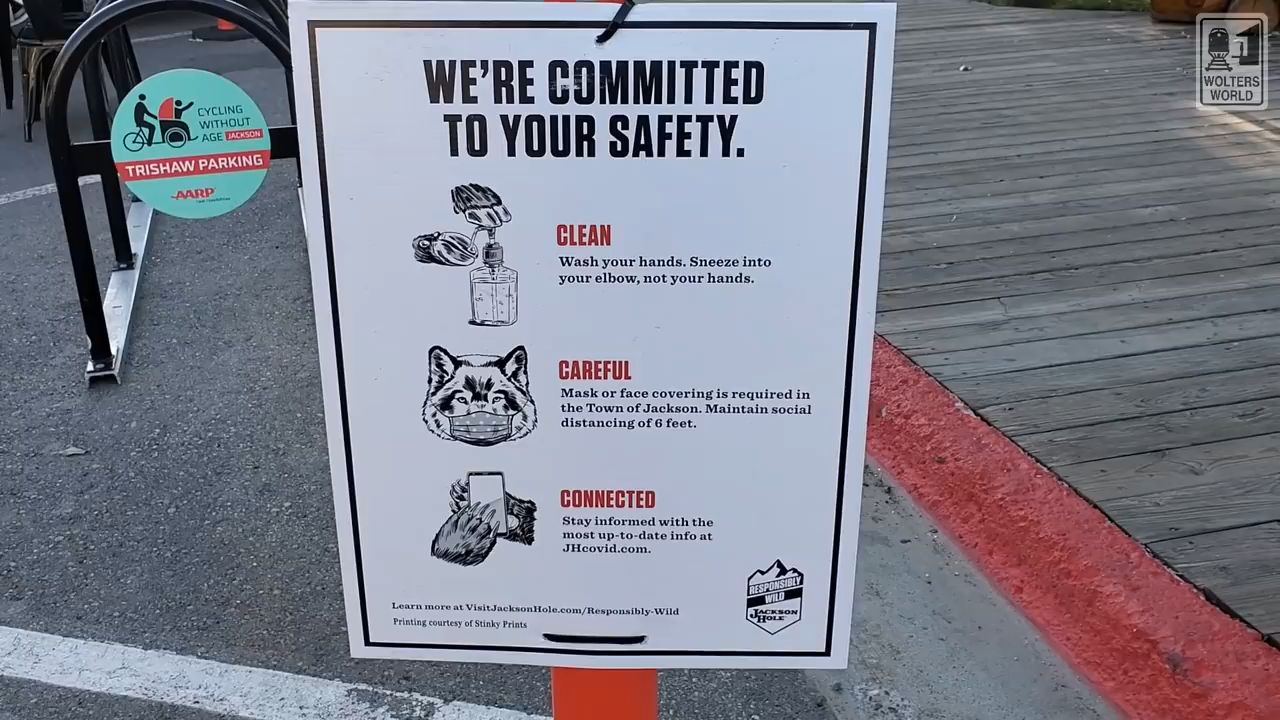 WE'RE COMMITTED
TO YOUR SAFETY.
CLEAN
Wash your hands. Sneeze into
your elbow, not your hands.
CAREFUL
Mask or face covering is required in
the Town of Jackson. Maintain social
distancing of 6 feet.
CONNECTED
Stay informed with the
most up-to-date info at
JHcovid.com.
Learn more at VisitJacksonHole.com/Responsibly-Wild
Printing courtesy of Stinky Prints
RESPONSIBLY
WILD
JACKSON
HOLE
CYCLING
WITHOUT
AGE JACKSON
TRISHAW PARKING
AARP
WOLTERS
WORLD